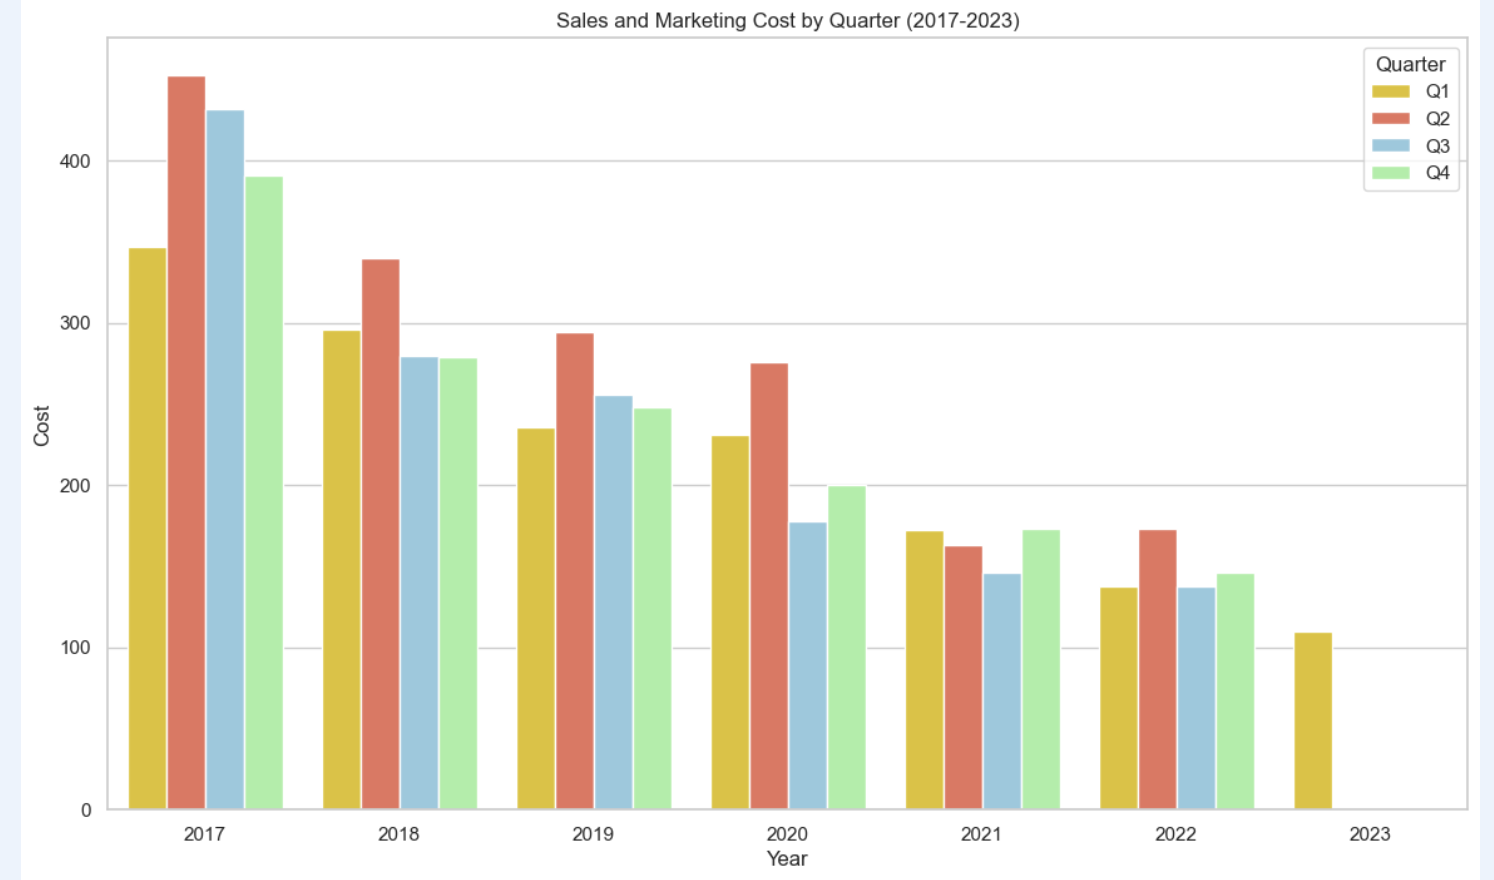 Sales and Marketing Cost by Quarter (2017-2023)
Quarter
Q1
Q2
Q3
Q4
400
300
200
100
0
Cost
2017 2018 2019 2020 2021 2022 2023
Year